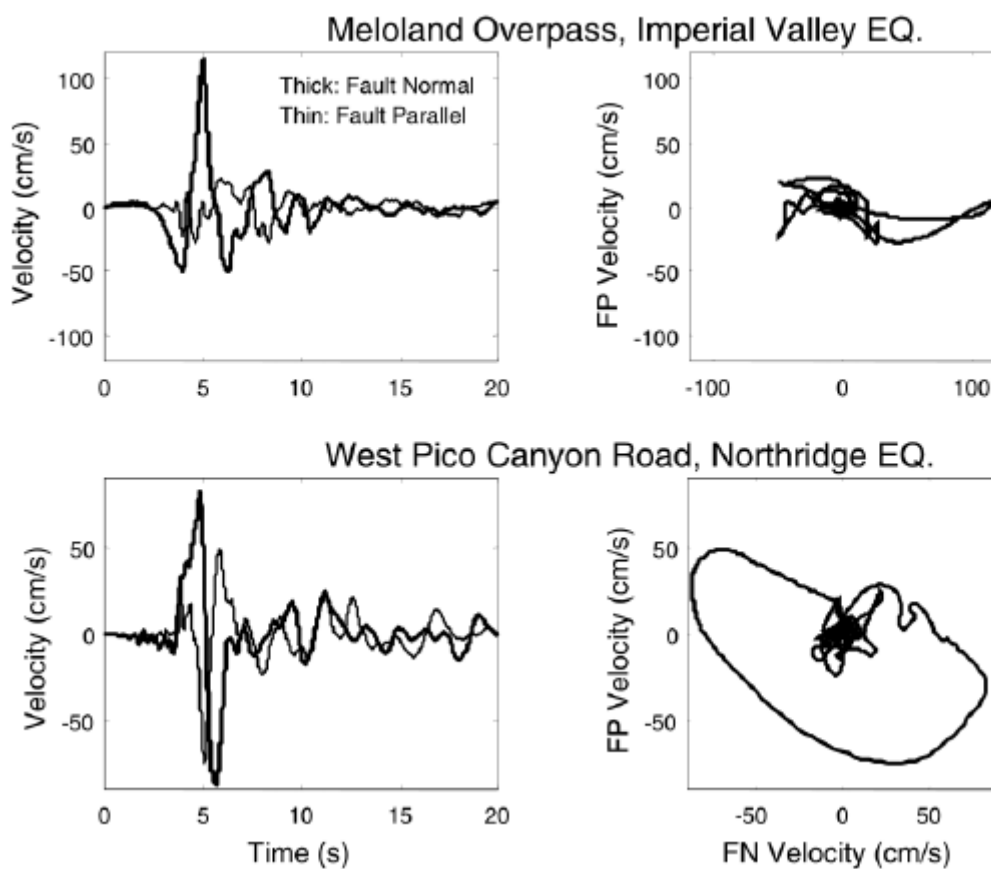 Meloland Overpass, Imperial Valley EQ.
Thick: Fault Normal
Thin: Fault Parallel
Velocity (cm/s)
100
50
0
-50
-100
0 5 10 15 20
FP Velocity (cm/s)
100
50
0
-50
-100
-100 0 100
West Pico Canyon Road, Northridge EQ.
Velocity (cm/s)
50
0
-50
0 5 10 15 20
Time (s)
FP Velocity (cm/s)
50
0
-50
-50 0 50
FN Velocity (cm/s)